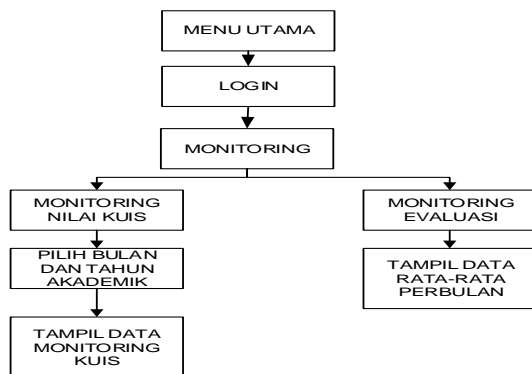 MENU UTAMA
LOGIN
MONITORING
MONITORING
NILAI KUIS
MONITORING
EVALUASI
PILIH BULAN
DAN TAHUN
AKADEMIK
TAMPIL DATA
RATA-RATA
PERBULAN
TAMPIL DATA
MONITORING
KUIS